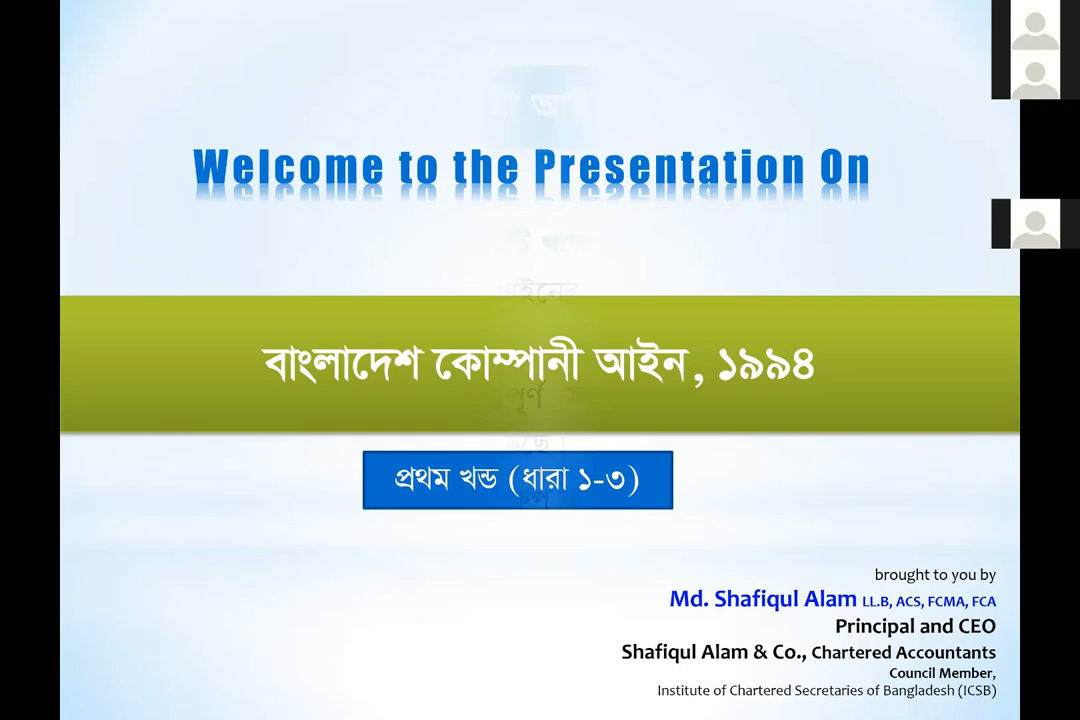 Welcome to the Presentation On
বাংলাদেশ কোম্পানী আইন, ১৯৯৪
প্রথম খন্ড (ধারা ১-৩)
brought to you by
Md. Shafiqul Alam LL.B, ACS, FCMA, FCA
Principal and CEO
Shafiqul Alam & Co., Chartered Accountants
Council Member,
Institute of Chartered Secretaries of Bangladesh (ICSB)